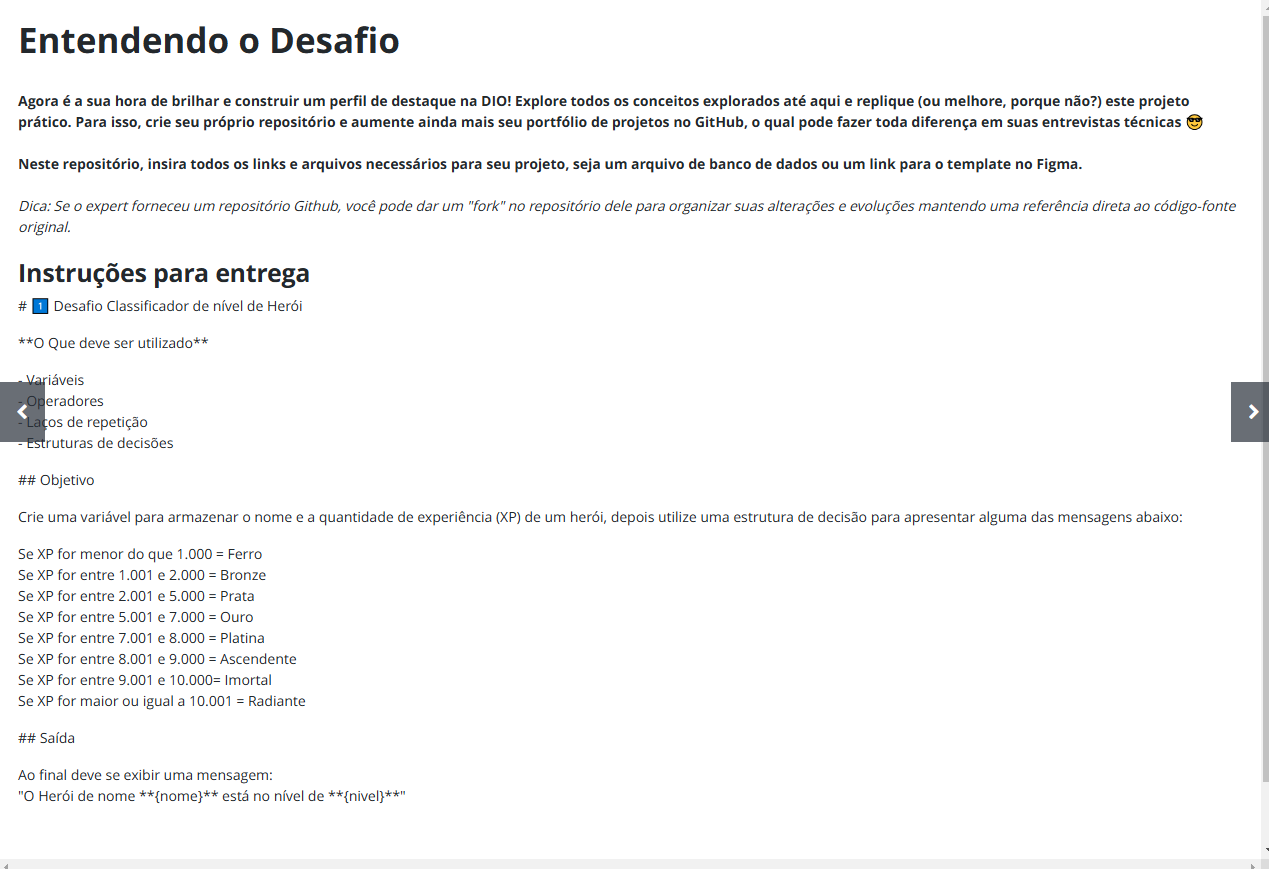 Entendendo o Desafio
Agora é a sua hora de brilhar e construir um perfil de destaque na DIO! Explore todos os conceitos explorados até aqui e replique (ou melhore, porque não?) este projeto
prático. Para isso, crie seu próprio repositório e aumente ainda mais seu portfólio de projetos no GitHub, o qual pode fazer toda diferença em suas entrevistas técnicas 😎
Neste repositório, insira todos os links e arquivos necessários para seu projeto, seja um arquivo de banco de dados ou um link para o template no Figma.
Dica: Se o expert forneceu um repositório Github, você pode dar um "fork" no repositório dele para organizar suas alterações e evoluções mantendo uma referência direta ao código-fonte
original.
Instruções para entrega
# 1️⃣ Desafio Classificador de nível de Herói
**O Que deve ser utilizado**
- Variáveis
- Operadores
- Laços de repetição
- Estruturas de decisões
## Objetivo
Crie uma variável para armazenar o nome e a quantidade de experiência (XP) de um herói, depois utilize uma estrutura de decisão para apresentar alguma das mensagens abaixo:
Se XP for menor do que 1.000 = Ferro
Se XP for entre 1.001 e 2.000 = Bronze
Se XP for entre 2.001 e 5.000 = Prata
Se XP for entre 5.001 e 7.000 = Ouro
Se XP for entre 7.001 e 8.000 = Platina
Se XP for entre 8.001 e 9.000 = Ascendente
Se XP for entre 9.001 e 10.000= Imortal
Se XP for maior ou igual a 10.001 = Radiante
## Saída
Ao final deve se exibir uma mensagem:
"O Herói de nome **{nome}** está no nível de **{nivel}**"